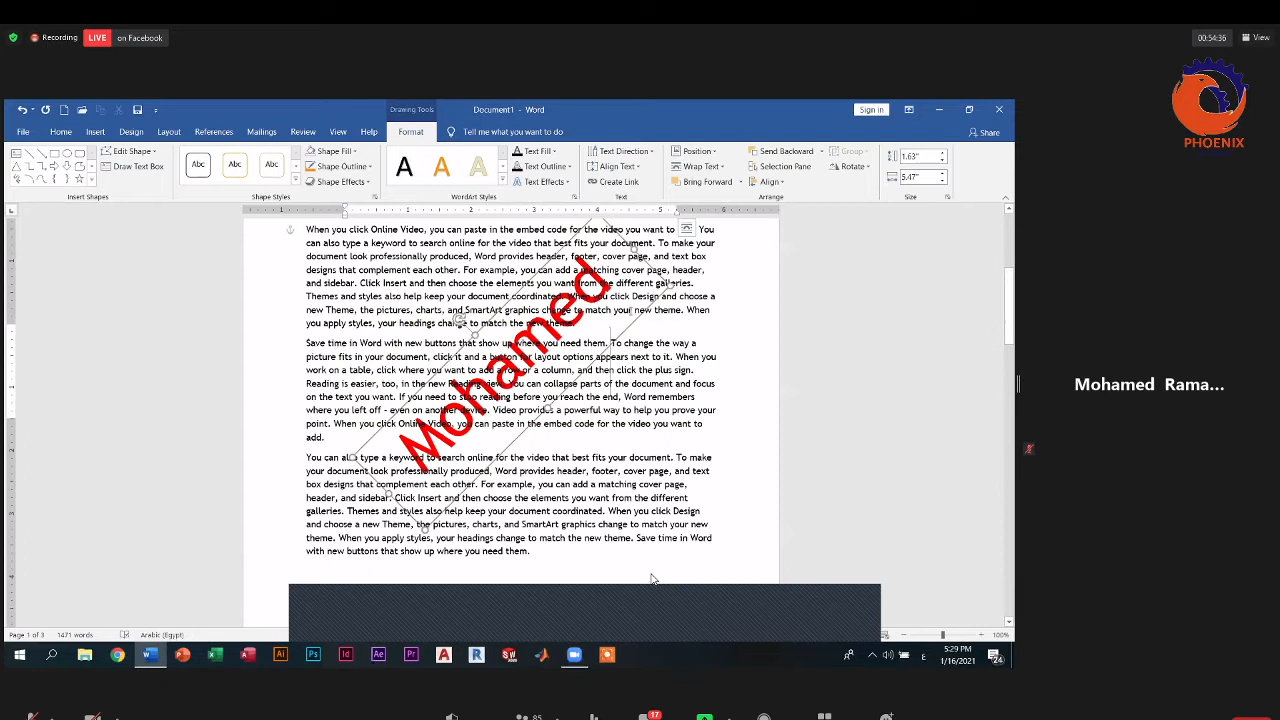 Recording
LIVE
on Facebook
00:54:36
View
PHOENIX
Drawing Tools
Document1 - Word
Sign in
File
Home
Insert
Design
Layout
References
Mailings
Review
View
Help
Format
Tell me what you want to do
Share
Edit Shape
Draw Text Box
Insert Shapes
Abc
Abc
Abc
Shape Fill
Shape Outline
Shape Effects
Shape Styles
A
A
A
Text Fill
Text Outline
Text Effects
WordArt Styles
Text Direction
Align Text
Create Link
Text
Position
Wrap Text
Bring Forward
Send Backward
Selection Pane
Align
Group
Rotate
Arrange
1.63"
5.47"
Size
1 1 2 3 4 5 6
When you click Online Video, you can paste in the embed code for the video you want to You
can also type a keyword to search online for the video that best fits your document. To make your
document look professionally produced, Word provides header, footer, cover page, and text box
designs that complement each other. For example, you can add a matching cover page, header,
and sidebar. Click Insert and then choose the elements you want from the different galleries.
Themes and styles also help keep your document coordinated. When you click Design and choose a
new Theme, the pictures, charts, and SmartArt graphics change to match your new theme. When
you apply styles, your headings change to match the new theme.
Save time in Word with new buttons that show up where you need them. To change the way a
picture fits in your document, click it and a button for layout options appears next to it. When you
work on a table, click where you want to add a row or a column, and then click the plus sign.
Reading is easier, too, in the new Reading view. You can collapse parts of the document and focus
on the text you want. If you need to stop reading before you reach the end, Word remembers
where you left off - even on another device. Video provides a powerful way to help you prove your
point. When you click Online Video, you can paste in the embed code for the video you want to
add.
You can also type a keyword to search online for the video that best fits your document. To make
your document look professionally produced, Word provides header, footer, cover page, and text
box designs that complement each other. For example, you can add a matching cover page,
header, and sidebar. Click Insert and then choose the elements you want from the different
galleries. Themes and styles also help keep your document coordinated. When you click Design
and choose a new Theme, the pictures, charts, and SmartArt graphics change to match your new
theme. When you apply styles, your headings change to match the new theme. Save time in Word
with new buttons that show up where you need them.
Mohamed
Mohamed Rama...
Page 1 of 3
1471 words
Arabic (Egypt)
100%
5:29 PM
1/16/2021
24
85
17